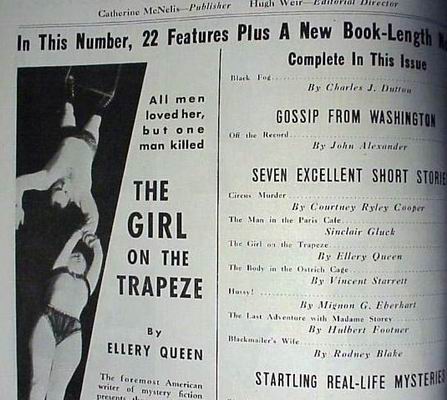 Catherine McNelis—Publisher Hugh Weir—Editorial Director
In This Number, 22 Features Plus A New Book-Length
Complete In This Issue
Black Fog
By Charles J. Dutton
GOSSIP FROM WASHINGTON
Off the Record
By John Alexander
SEVEN EXCELLENT SHORT STORIE
Circus Murder
By Courtney Ryley Cooper
The Man in the Paris Cafe
Sinclair Gluck
The Girl on the Trapeze
By Ellery Queen
The Body in the Ostrich Cage
By Vincent Starrett
Hussy!
By Mignon G. Eberhart
The Last Adventure with Madame Storey
By Hulbert Footner
Blackmailer's Wife
By Rodney Blake
STARTLING REAL-LIFE MYSTERIES
All men
loved her,
but one
man killed
THE
GIRL
ON THE
TRAPEZE
By
ELLERY QUEEN
The foremost American
writer of mystery fiction
presents the